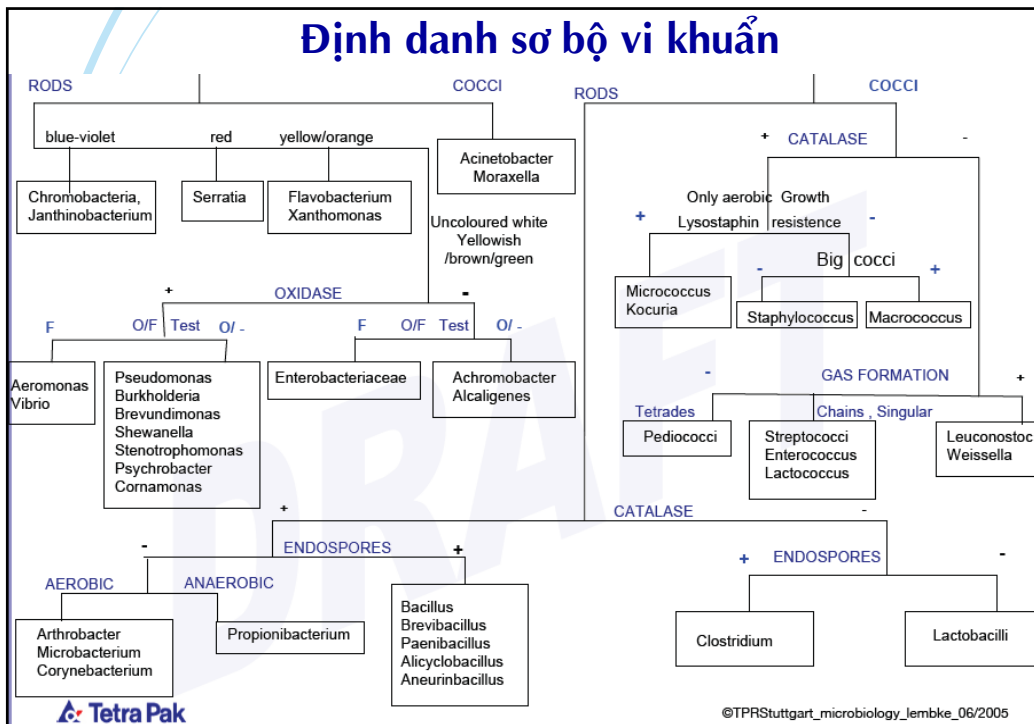 Định danh sơ bộ vi khuẩn
RODS
COCCI
blue-violet
red
yellow/orange
Chromobacteria,
Janthinobacterium
Serratia
Flavobacterium
Xanthomonas
Acinetobacter
Moraxella
Uncoloured white
Yellowish
/brown/green
+
OXIDASE
-
F
O/F Test
O/ -
F
O/F Test
O/ -
Aeromonas
Vibrio
Pseudomonas
Burkholderia
Brevundimonas
Shewanella
Stenotrophomonas
Psychrobacter
Cornamonas
Enterobacteriaceae
Achromobacter
Alcaligenes
RODS
COCCI
+
CATALASE
-
Only aerobic Growth
+
Lysostaphin resistence
-
Micrococcus
Kocuria
Big cocci
-
+
Staphylococcus
Macrococcus
-
GAS FORMATION
+
Tetrades
Chains , Singular
Pediococci
Streptococci
Enterococcus
Lactococcus
Leuconostoc
Weissella
+
CATALASE
-
-
ENDOSPORES
+
AEROBIC
ANAEROBIC
Arthrobacter
Microbacterium
Corynebacterium
Propionibacterium
Bacillus
Brevibacillus
Paenibacillus
Alicyclobacillus
Aneurinbacillus
+
ENDOSPORES
-
Clostridium
Lactobacilli
DRAFT
Tetra Pak
©TPRStuttgart_microbiology_lembke_06/2005